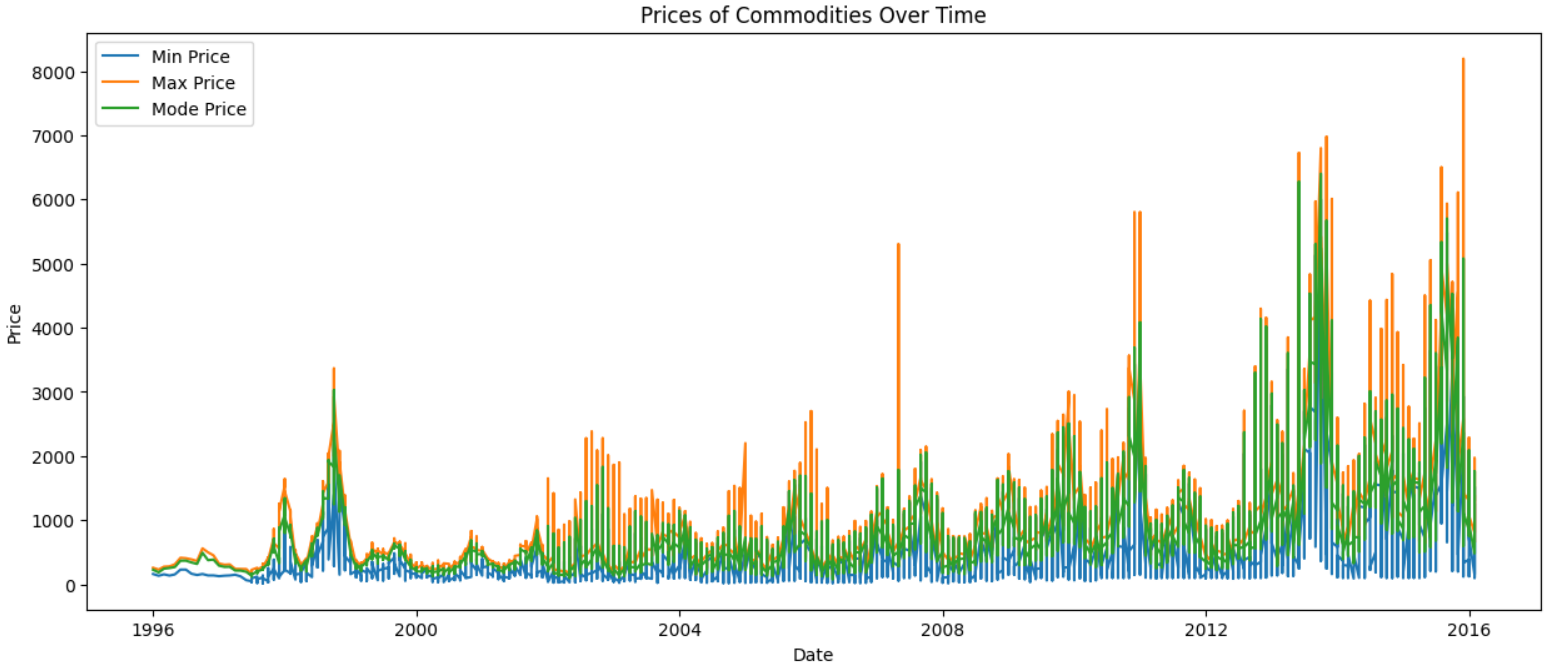 Prices of Commodities Over Time
Min Price
Max Price
Mode Price
8000
7000
6000
5000
4000
3000
2000
1000
0
Price
1996
2000
2004
2008
2012
2016
Date